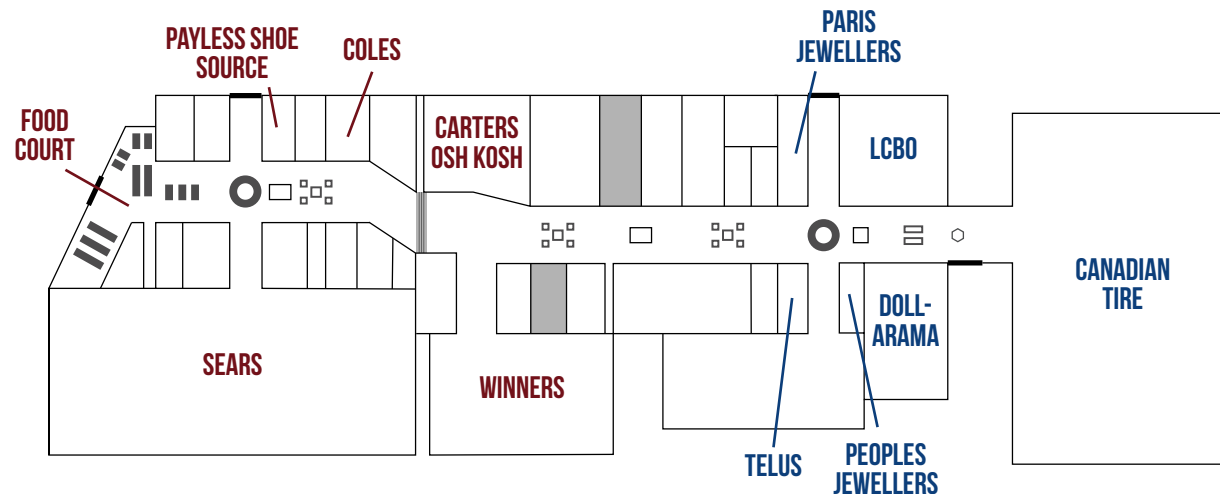 PAYLESS SHOE
SOURCE
COLES
PARIS
JEWELLERS
FOOD
COURT
CARTERS
OSH KOSH
LCBO
CANADIAN
TIRE
DOLL-
ARAMA
SEARS
WINNERS
TELUS
PEOPLES
JEWELLERS